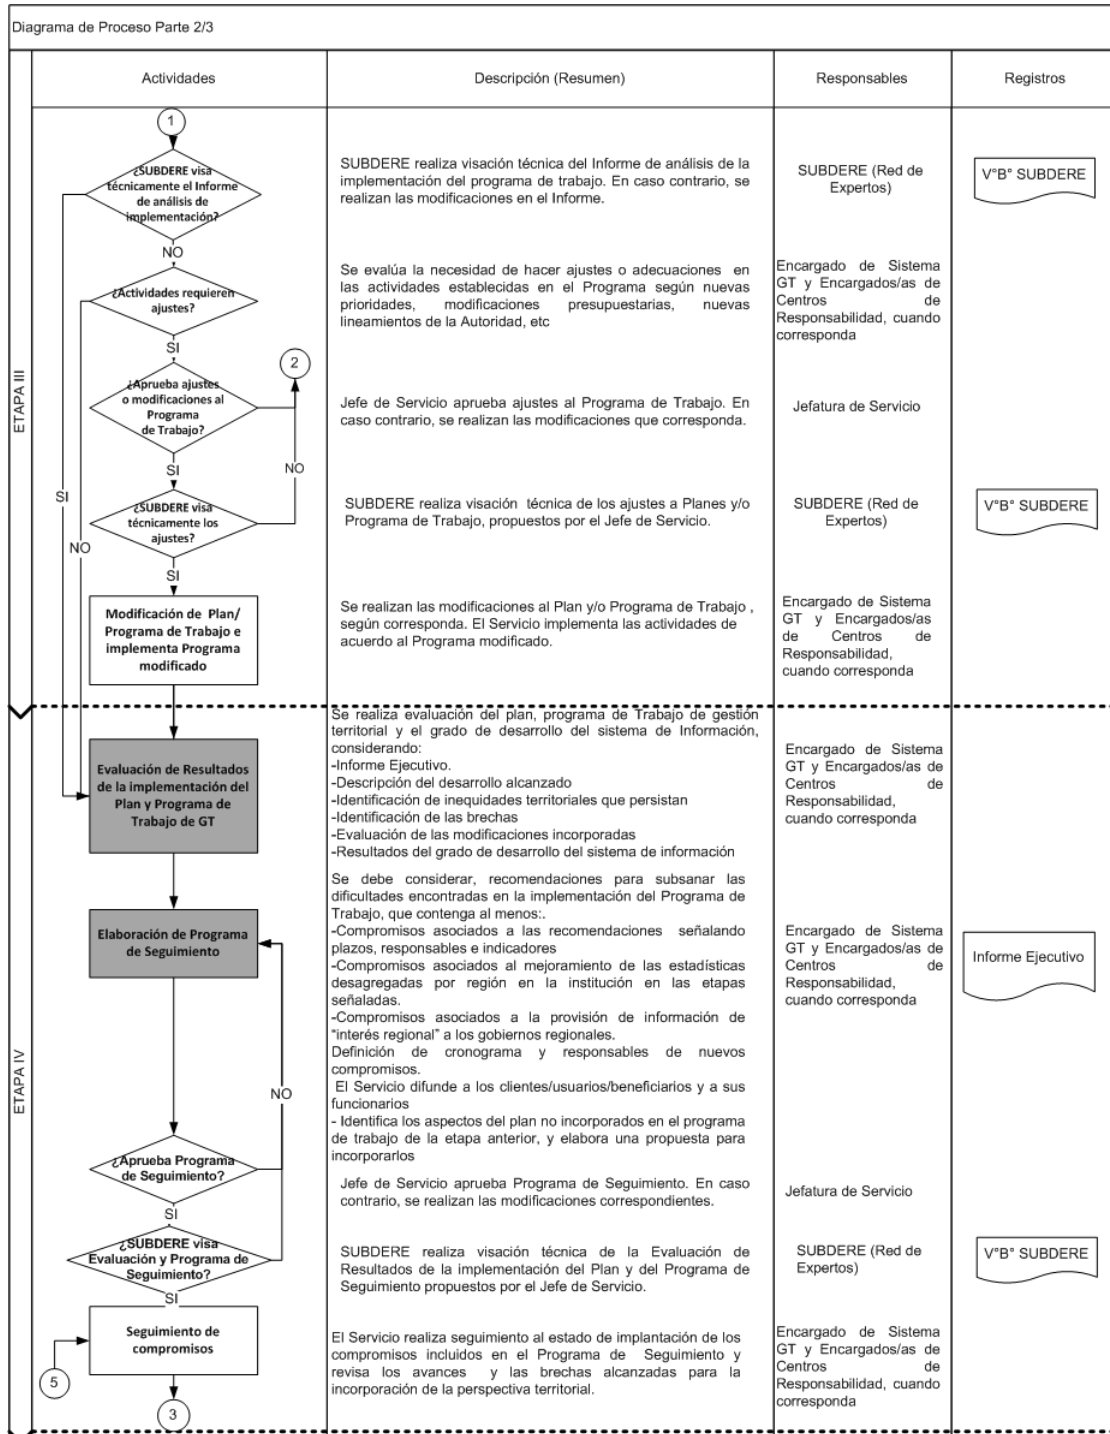 Diagrama de Proceso Parte 2/3
Actividades
Descripción (Resumen)
Responsables
Registros
ETAPA III
1
¿SUBDERE visa
técnicamente el Informe
de análisis de
implementación?
SUBDERE realiza visación técnica del Informe de análisis de la
implementación del programa de trabajo. En caso contrario, se
realizan las modificaciones en el Informe.
SUBDERE (Red de
Expertos)
V°B° SUBDERE
NO
¿Actividades requieren
ajustes?
Se evalúa la necesidad de hacer ajustes o adecuaciones en
las actividades establecidas en el Programa según nuevas
prioridades, modificaciones presupuestarias, nuevas
lineamientos de la Autoridad, etc
Encargado de Sistema
GT y Encargados/as de
Centros de
Responsabilidad, cuando
corresponda
SI
2
¿Aprueba ajustes
o modificaciones al
Programa
de Trabajo?
Jefe de Servicio aprueba ajustes al Programa de Trabajo. En
caso contrario, se realizan las modificaciones que corresponda.
Jefatura de Servicio
SI
NO
SI
NO
¿SUBDERE visa
técnicamente los
ajustes?
SUBDERE realiza visación técnica de los ajustes a Planes y/o
Programa de Trabajo, propuestos por el Jefe de Servicio.
SUBDERE (Red de
Expertos)
V°B° SUBDERE
SI
Modificación de Plan/
Programa de Trabajo e
implementa Programa
modificado
Se realizan las modificaciones al Plan y/o Programa de Trabajo ,
según corresponda. El Servicio implementa las actividades de
acuerdo al Programa modificado.
Encargado de Sistema
GT y Encargados/as
de Centros de
Responsabilidad,
cuando corresponda
ETAPA IV
Evaluación de Resultados
de la implementación del
Plan y Programa de
Trabajo de GT
Se realiza evaluación del plan, programa de Trabajo de gestión
territorial y el grado de desarrollo del sistema de Información,
considerando:
-Informe Ejecutivo.
-Descripción del desarrollo alcanzado
-Identificación de inequidades territoriales que persistan
-Identificación de las brechas
-Evaluación de las modificaciones incorporadas
-Resultados del grado de desarrollo del sistema de información
Encargado de Sistema
GT y Encargados/as de
Centros de
Responsabilidad,
cuando corresponda
Elaboración de Programa
de Seguimiento
Se debe considerar, recomendaciones para subsanar las
dificultades encontradas en la implementación del Programa de
Trabajo, que contenga al menos:.
-Compromisos asociados a las recomendaciones señalando
plazos, responsables e indicadores
-Compromisos asociados al mejoramiento de las estadísticas
desagregadas por región en la institución en las etapas
señaladas.
-Compromisos asociados a la provisión de información de
“interés regional” a los gobiernos regionales.
Definición de cronograma y responsables de nuevos
compromisos.
El Servicio difunde a los clientes/usuarios/beneficiarios y a sus
funcionarios
- Identifica los aspectos del plan no incorporados en el programa
de trabajo de la etapa anterior, y elabora una propuesta para
incorporarlos
Encargado de Sistema
GT y Encargados/as de
Centros de
Responsabilidad,
cuando corresponda
Informe Ejecutivo
NO
¿Aprueba Programa
de Seguimiento?
Jefe de Servicio aprueba Programa de Seguimiento. En caso
contrario, se realizan las modificaciones correspondientes.
Jefatura de Servicio
SI
¿SUBDERE visa
Evaluación y Programa de
Seguimiento?
SUBDERE realiza visación técnica de la Evaluación de
Resultados de la implementación del Plan y del Programa de
Seguimiento propuestos por el Jefe de Servicio.
SUBDERE (Red de
Expertos)
V°B° SUBDERE
SI
Seguimiento de
compromisos
El Servicio realiza seguimiento al estado de implantación de los
compromisos incluidos en el Programa de Seguimiento y
revisa los avances y las brechas alcanzadas para la
incorporación de la perspectiva territorial.
Encargado de Sistema
GT y Encargados/as de
Centros de
Responsabilidad, cuando
corresponda
5
3